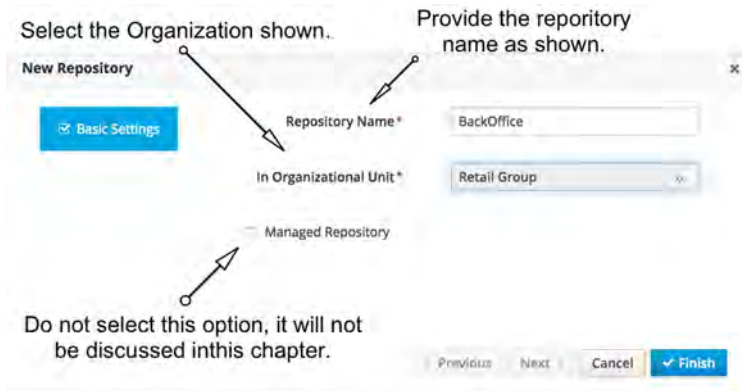 Select the Organization shown.
Provide the reporitory
name as shown.
New Repository
Basic Settings
Repository Name*
BackOffice
In Organizational Unit*
Retail Group
Managed Repository
Do not select this option, it will not
be discussed inthis chapter.
Previous
Next
Cancel
Finish